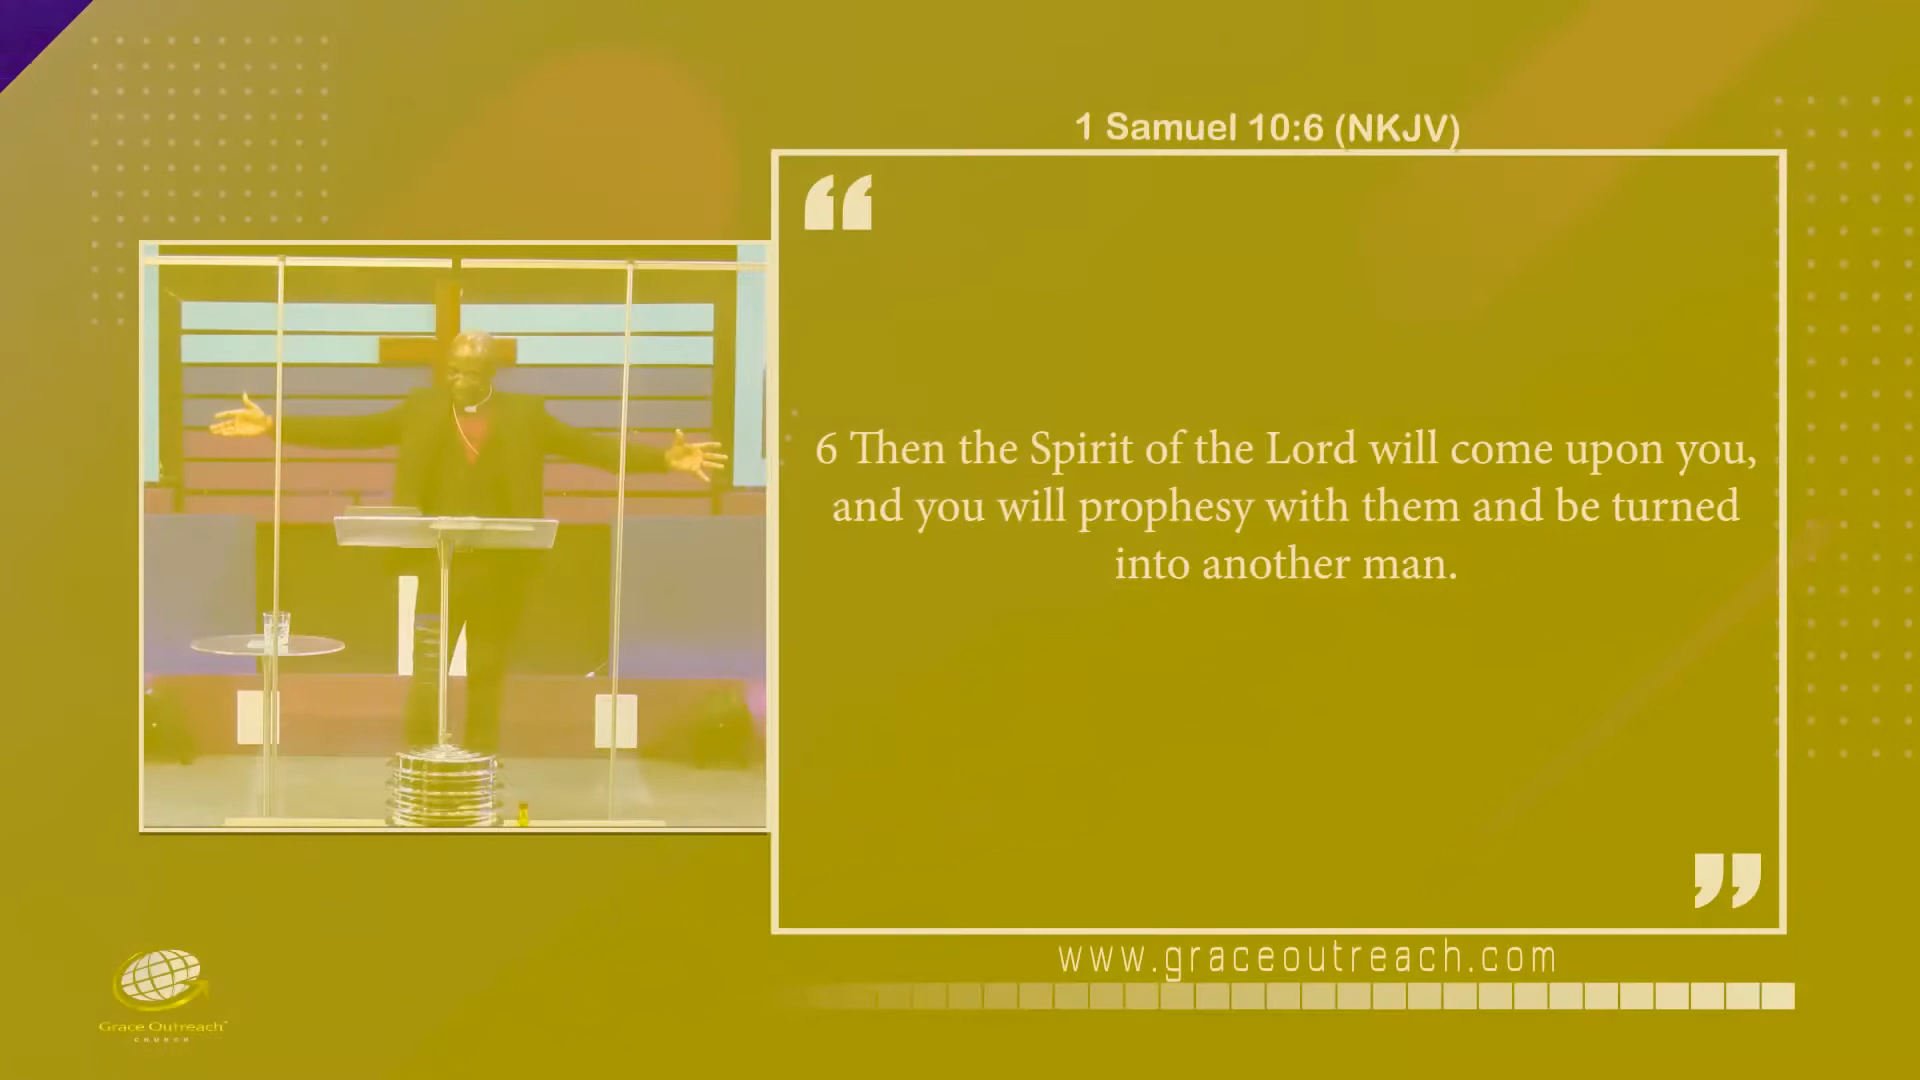 1 Samuel 10:6 (NKJV)
“
6 Then the Spirit of the Lord will come upon you,
and you will prophesy with them and be turned
into another man.
”
www.graceoutreach.com
Grace Outreach
CHURCH